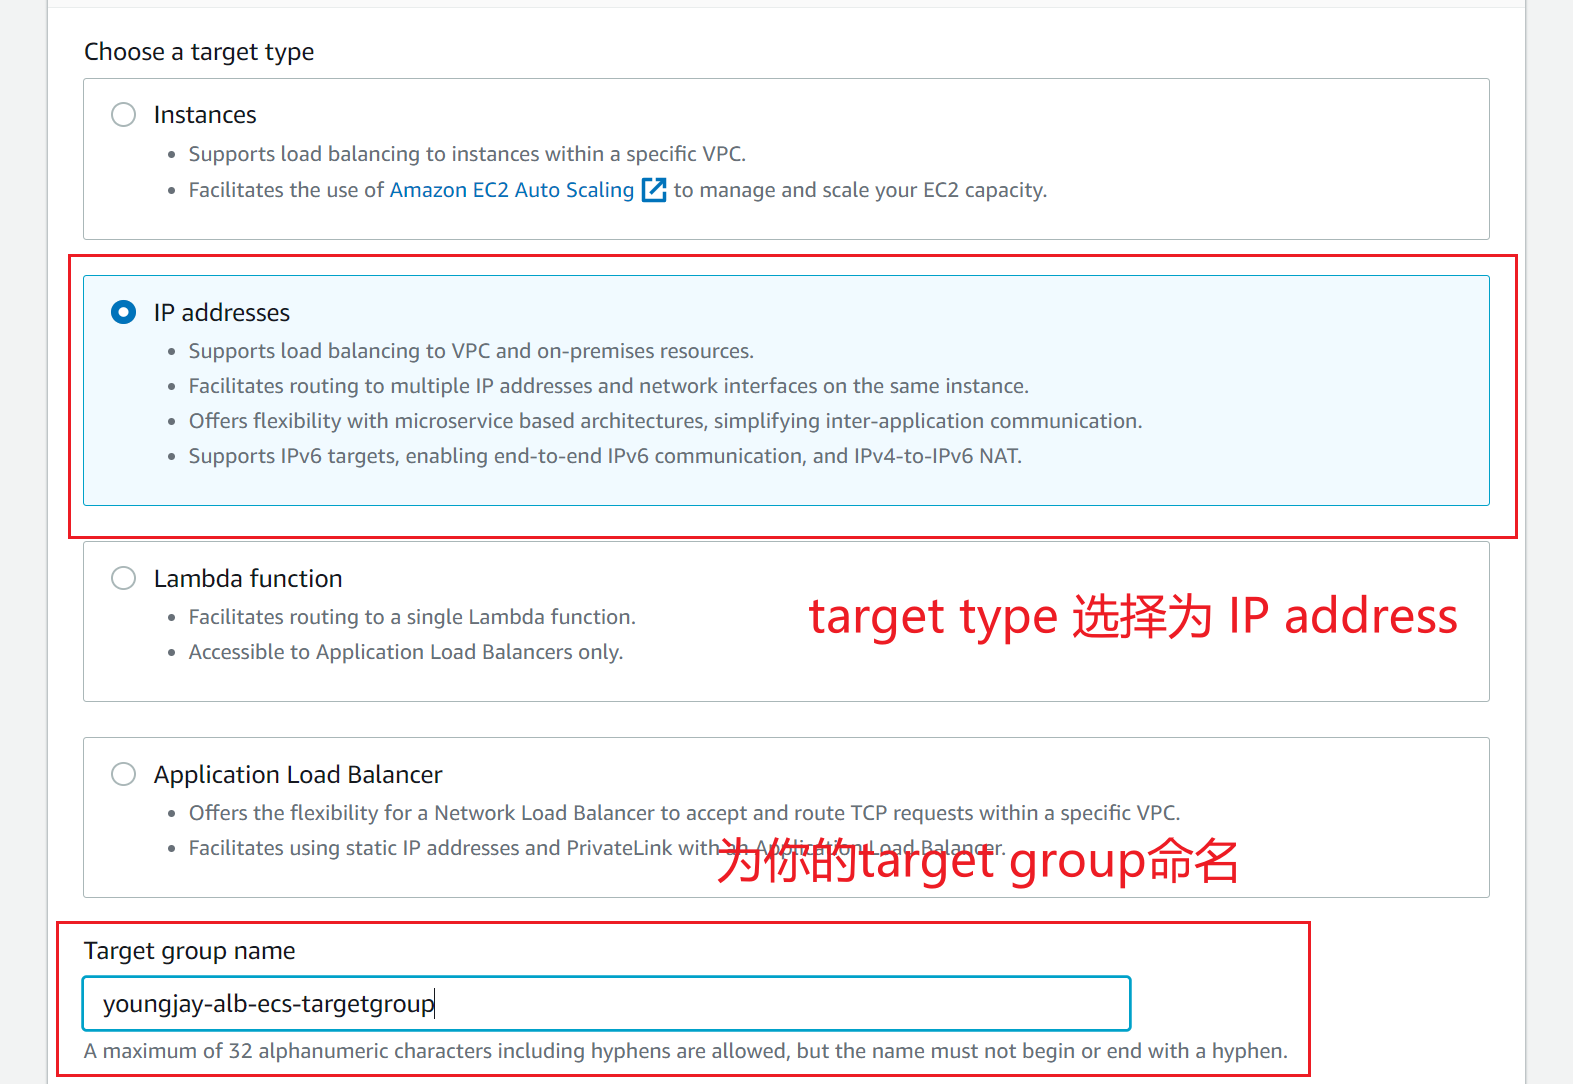 Choose a target type
Instances
Supports load balancing to instances within a specific VPC.
Facilitates the use of Amazon EC2 Auto Scaling to manage and scale your EC2 capacity.
IP addresses
Supports load balancing to VPC and on-premises resources.
Facilitates routing to multiple IP addresses and network interfaces on the same instance.
Offers flexibility with microservice based architectures, simplifying inter-application communication.
Supports IPv6 targets, enabling end-to-end IPv6 communication, and IPv4-to-IPv6 NAT.
Lambda function
Facilitates routing to a single Lambda function.
Accessible to Application Load Balancers only.
target type 选择为 IP address
Application Load Balancer
Offers the flexibility for a Network Load Balancer to accept and route TCP requests within a specific VPC.
Facilitates using static IP addresses and PrivateLink with an Application Load Balancer.
为你的target group命名
Target group name
youngjay-alb-ecs-targetgroup
A maximum of 32 alphanumeric characters including hyphens are allowed, but the name must not begin or end with a hyphen.